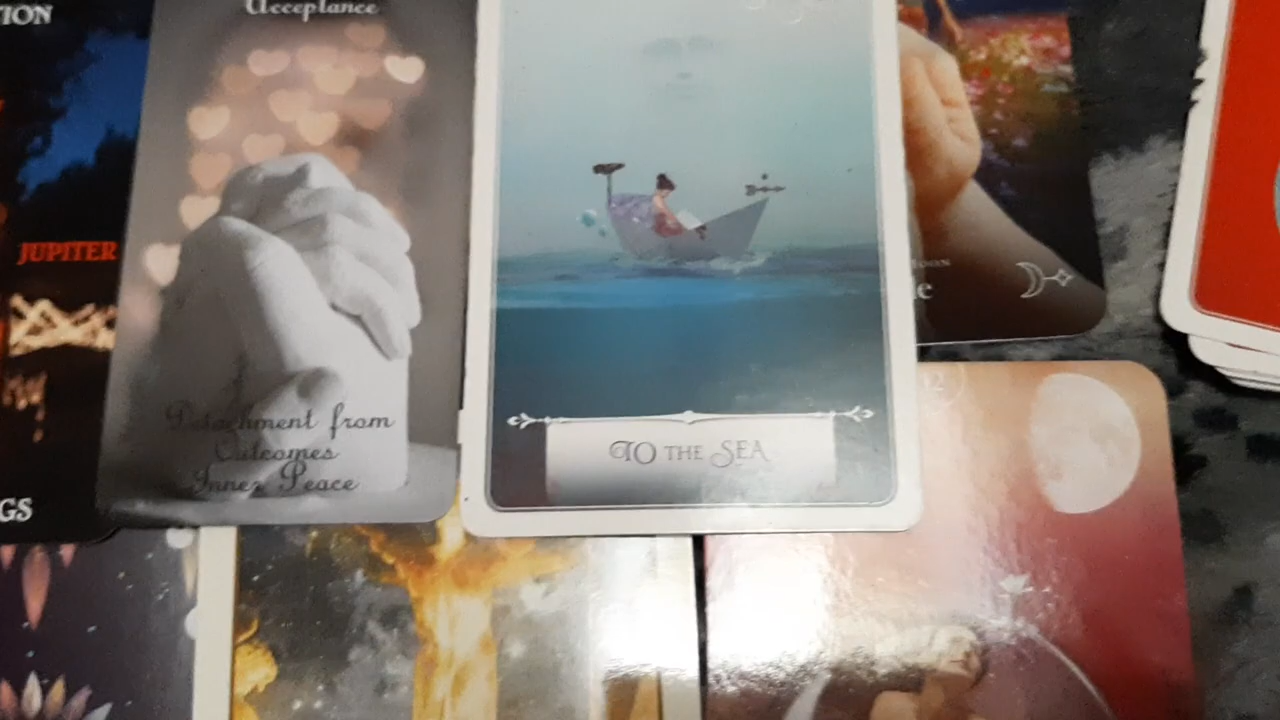 ION
Acceptance
JUPITER
Detachment from
Outcomes
Inner Peace
TO THE SEA
GS
12